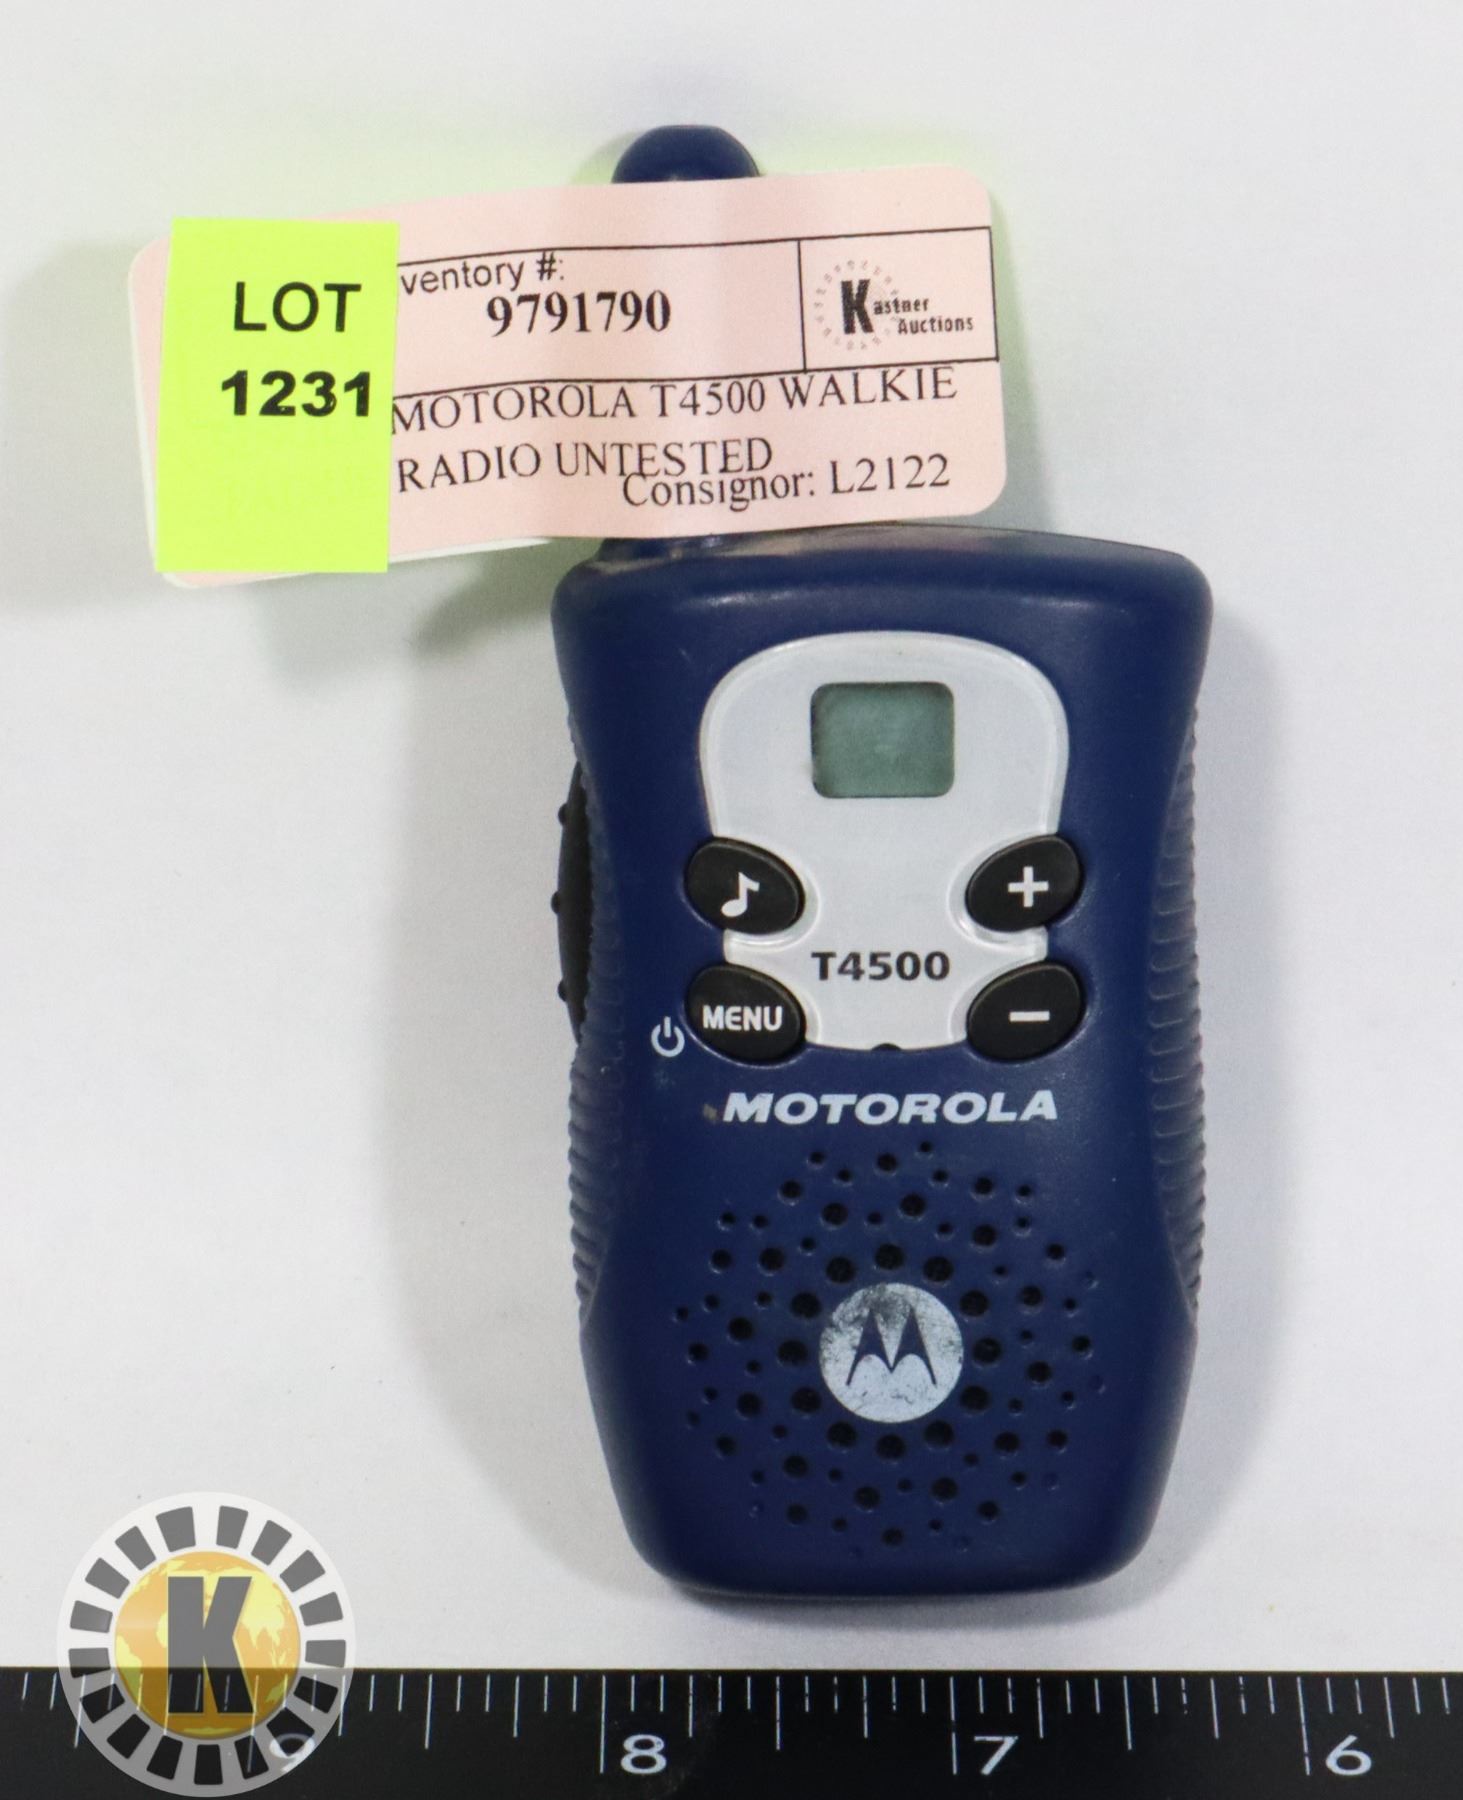 LOT
1231
ventory #:
9791790
Kastner
Auctions
MOTOROLA T4500 WALKIE
RADIO UNTESTED
Consignor: L2122
T4500
MENU
MOTOROLA
K
9 8 7 6